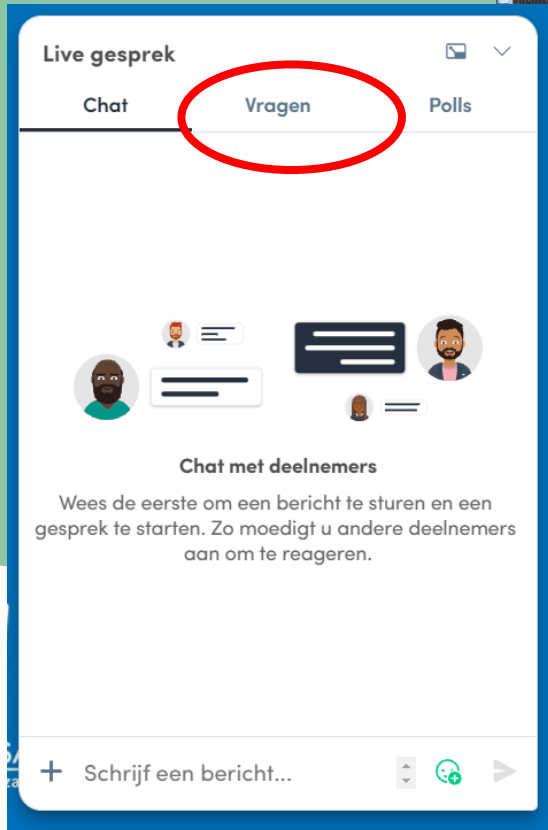 Live gesprek
Chat Vragen Polls
Chat met deelnemers
Wees de eerste om een bericht te sturen en een
gesprek te starten. Zo moedigt u andere deelnemers
aan om te reageren.
Schrijf een bericht...